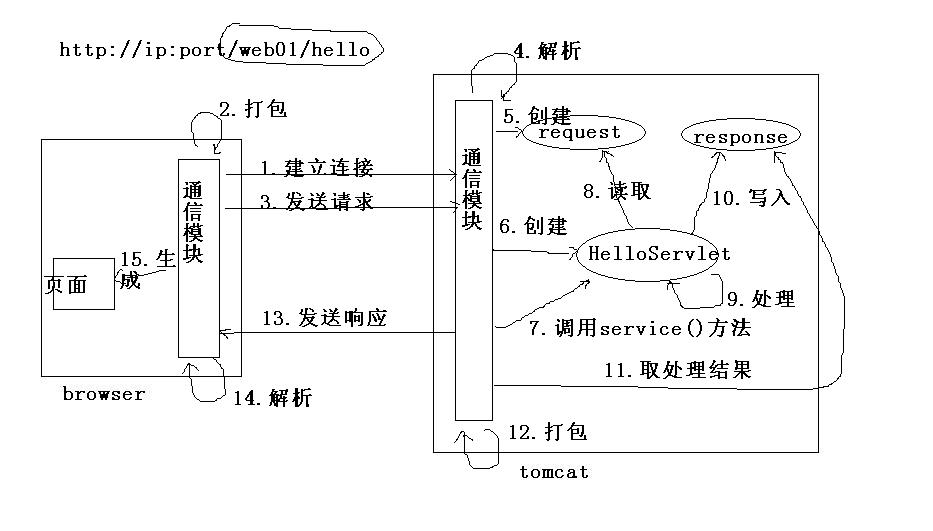 http://ip:port/web01/hello
4.解析
2.打包
5.创建
request
response
通信模块
通信模块
1.建立连接
3.发送请求
8.读取
10.写入
6.创建
HelloServlet
15.生
成
页面
9.处理
13.发送响应
7.调用service()方法
11.取处理结果
browser
14.解析
12.打包
tomcat